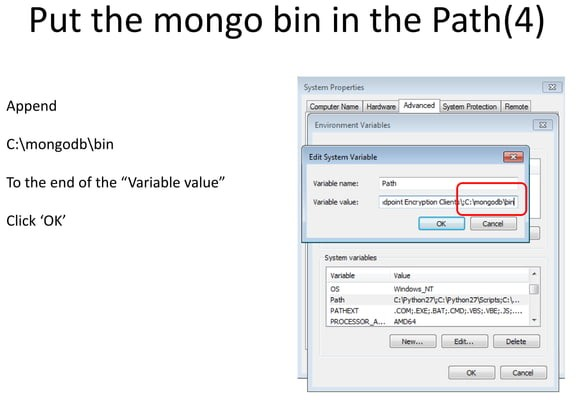 Put the mongo bin in the Path(4)
Append
C:\mongodb\bin
To the end of the “Variable value”
Click ‘OK’
System Properties
Computer Name Hardware Advanced System Protection Remote
Environment Variables
Edit System Variable
Variable name: Path
Variable value: dpoint Encryption Clients\;C:\mongodb\bin
OK Cancel
System variables
Variable Value
OS Windows_NT
Path C:\Python27\;C:\Python27\Scripts;C:\...
PATHEXT .COM;.EXE;.BAT;.CMD;.VBS;.VBE;.JS;....
PROCESSOR_A... AMD64
New... Edit... Delete
OK Cancel